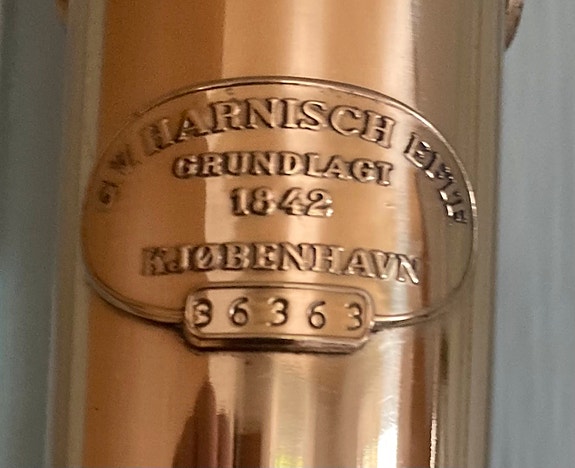 G.W. HARNISCH EFTF
GRUNDLAGT
1842
KJØBENHAVN
36363